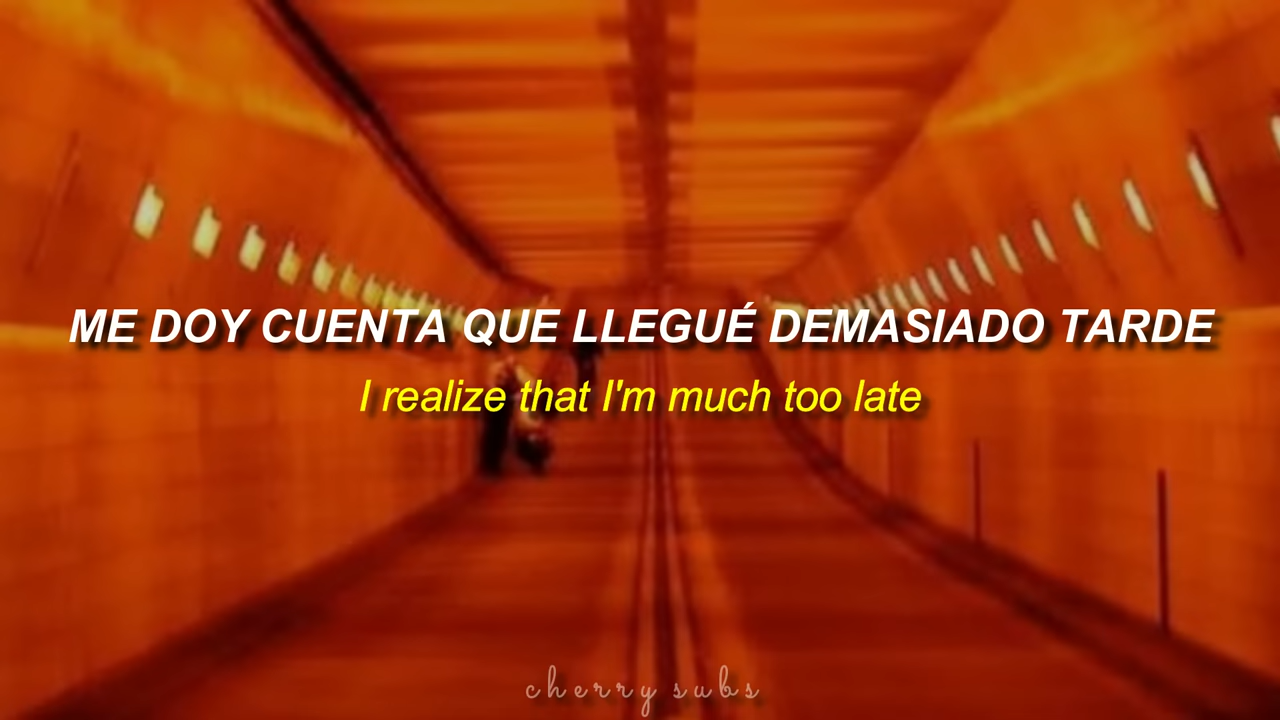 ME DOY CUENTA QUE LLEGUÉ DEMASIADO TARDE
I realize that I'm much too late
cherry subs